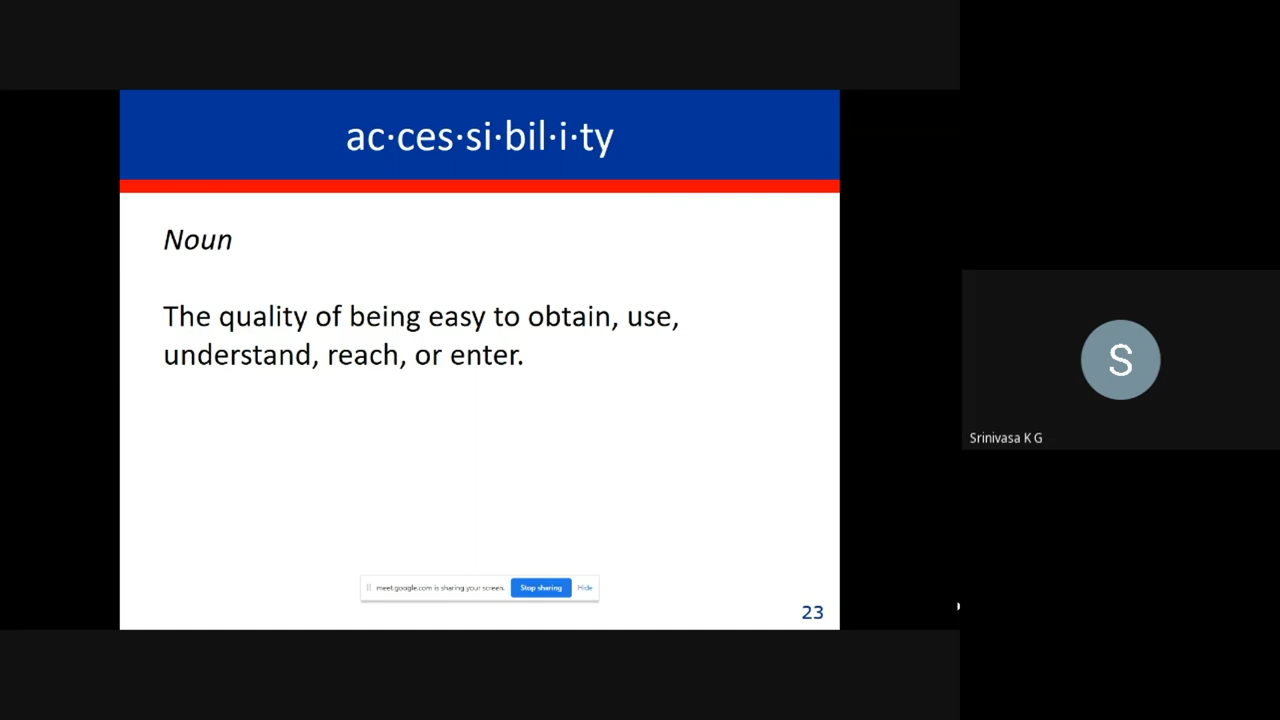 ac·ces·si·bil·i·ty
Noun
The quality of being easy to obtain, use,
understand, reach, or enter.
meet.google.com is sharing your screen. Stop sharing Hide
23
S
Srinivasa K G